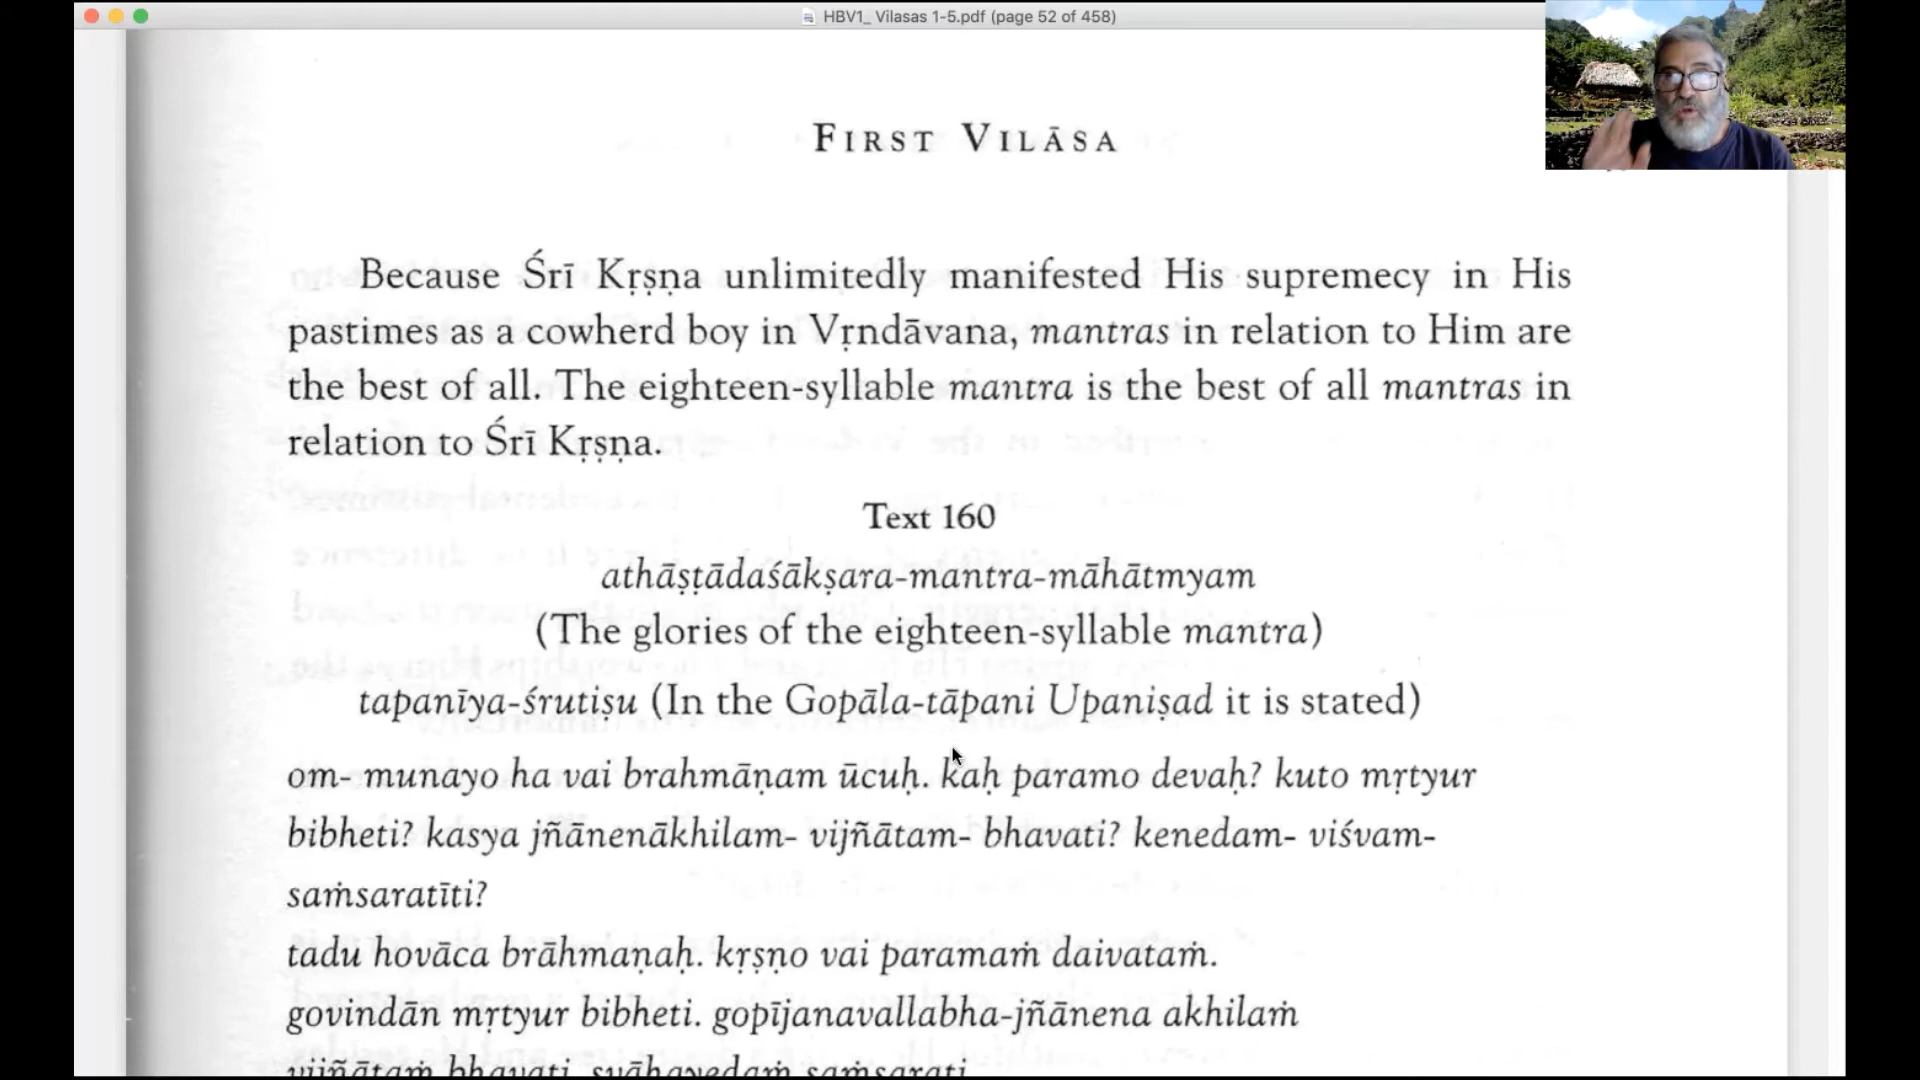 HBV1_ Vilasas 1-5.pdf (page 52 of 458)
First Vilāsa
Because Śrī Kṛṣṇa unlimitedly manifested His supremecy in His
pastimes as a cowherd boy in Vṛndāvana, mantras in relation to Him are
the best of all. The eighteen-syllable mantra is the best of all mantras in
relation to Śrī Kṛṣṇa.
Text 160
athāṣṭādaśākṣara-mantra-māhātmyam
(The glories of the eighteen-syllable mantra)
tapanīya-śrutiṣu (In the Gopāla-tāpani Upaniṣad it is stated)
om- munayo ha vai brahmāṇam ūcuḥ. kaḥ paramo devaḥ? kuto mṛtyur
bibheti? kasya jñānenākhilam- vijñātam- bhavati? kenedam- viśvam-
saṁsaratīti?
tadu hovāca brāhmaṇaḥ. kṛṣṇo vai paramaṁ daivataṁ.
govindān mṛtyur bibheti. gopījanavallabha-jñānena akhilaṁ
vijñātaṁ bhavati. svāhayedaṁ saṁsarati